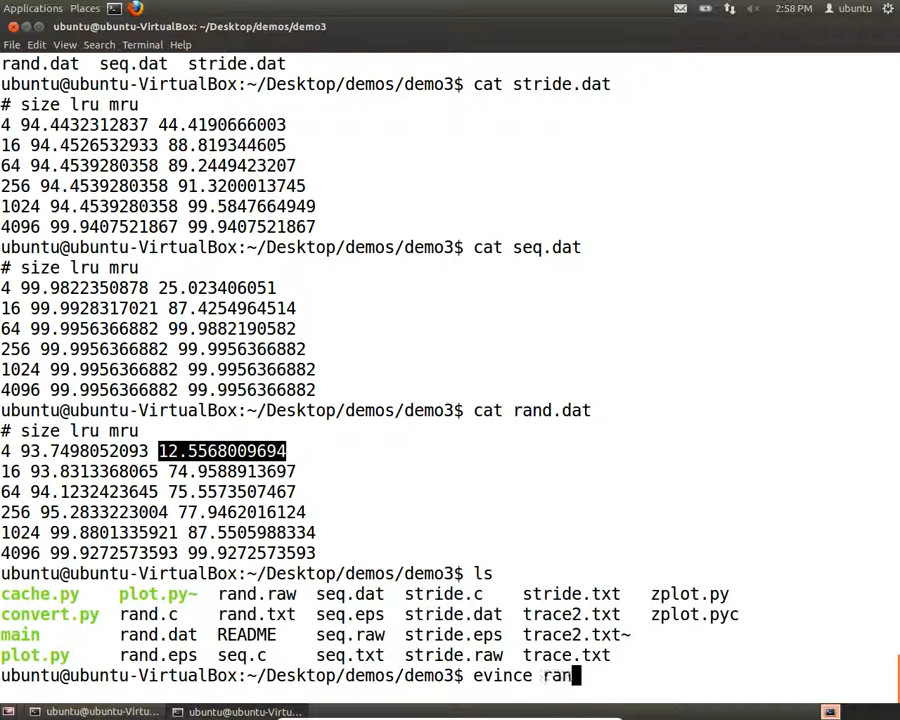 Applications Places 2:58 PM ubuntu
ubuntu@ubuntu-VirtualBox: ~/Desktop/demos/demo3
File Edit View Search Terminal Help
rand.dat seq.dat stride.dat
ubuntu@ubuntu-VirtualBox:~/Desktop/demos/demo3$ cat stride.dat
# size lru mru
4 94.4432312837 44.4190666003
16 94.4526532933 88.819344605
64 94.4539280358 89.2449423207
256 94.4539280358 91.3200013745
1024 94.4539280358 99.5847664949
4096 99.9407521867 99.9407521867
ubuntu@ubuntu-VirtualBox:~/Desktop/demos/demo3$ cat seq.dat
# size lru mru
4 99.9822350878 25.023406051
16 99.9928317021 87.4254964514
64 99.9956366882 99.9882190582
256 99.9956366882 99.9956366882
1024 99.9956366882 99.9956366882
4096 99.9956366882 99.9956366882
ubuntu@ubuntu-VirtualBox:~/Desktop/demos/demo3$ cat rand.dat
# size lru mru
4 93.7498052093 12.5568009694
16 93.8313368065 74.9588913697
64 94.1232423645 75.5573507467
256 95.2833223004 77.9462016124
1024 99.8801335921 87.5505988334
4096 99.9272573593 99.9272573593
ubuntu@ubuntu-VirtualBox:~/Desktop/demos/demo3$ ls
cache.py plot.py~ rand.raw seq.dat stride.c stride.txt zplot.py
convert.py rand.c rand.txt seq.eps stride.dat trace2.txt zplot.pyc
main rand.dat README seq.raw stride.eps trace2.txt~
plot.py rand.eps seq.c seq.txt stride.raw trace.txt
ubuntu@ubuntu-VirtualBox:~/Desktop/demos/demo3$ evince ran
ubuntu@ubuntu-VirtualBox: ~/... ubuntu@ubuntu-Virtu...